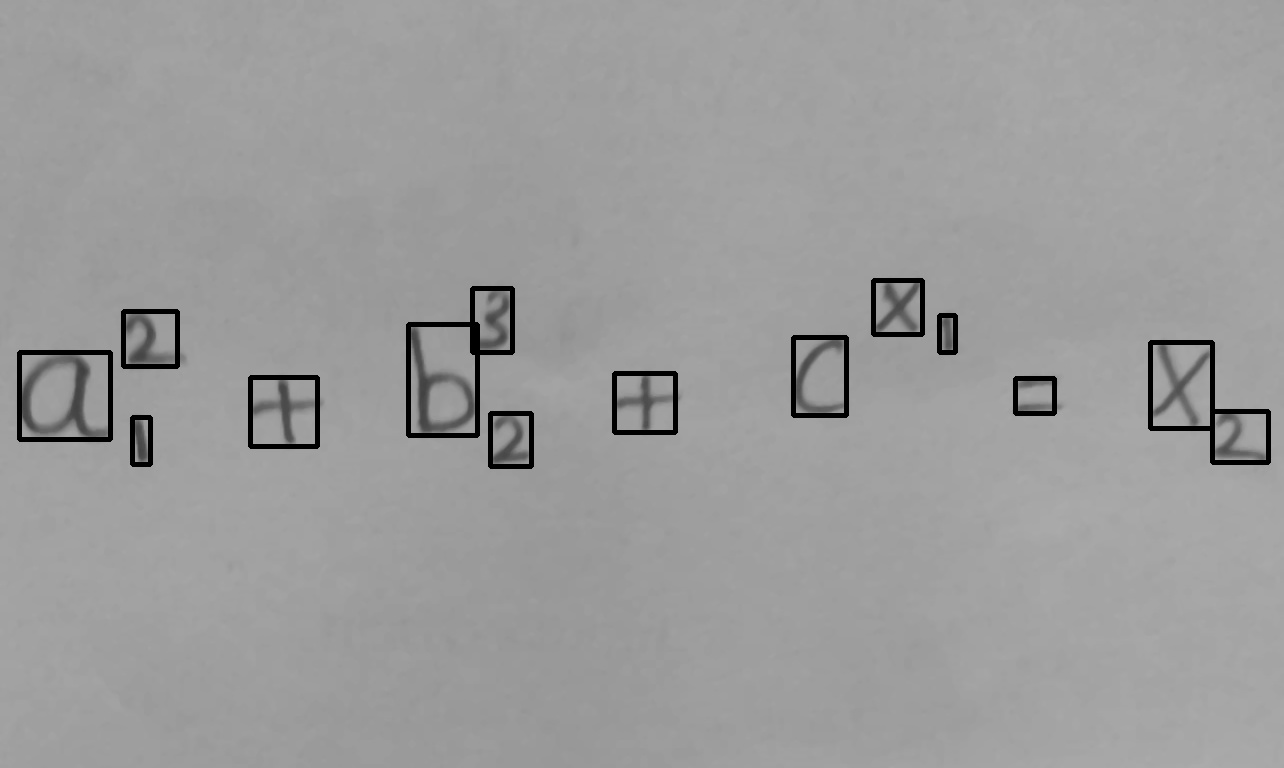 a₁² + b₂³ + c^{x₁} = x₂